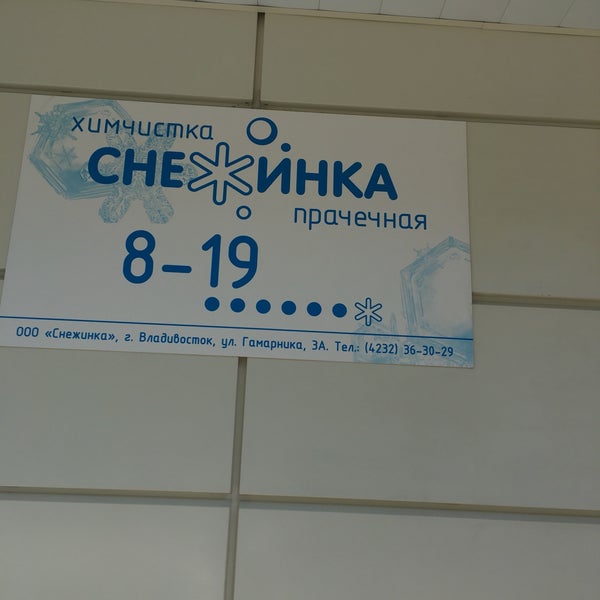 химчистка
СНЕЖИНКА
прачечная
8-19
ООО «Снежинка», г. Владивосток, ул. Гамарника, 3А. Тел.: (4232) 36-30-29